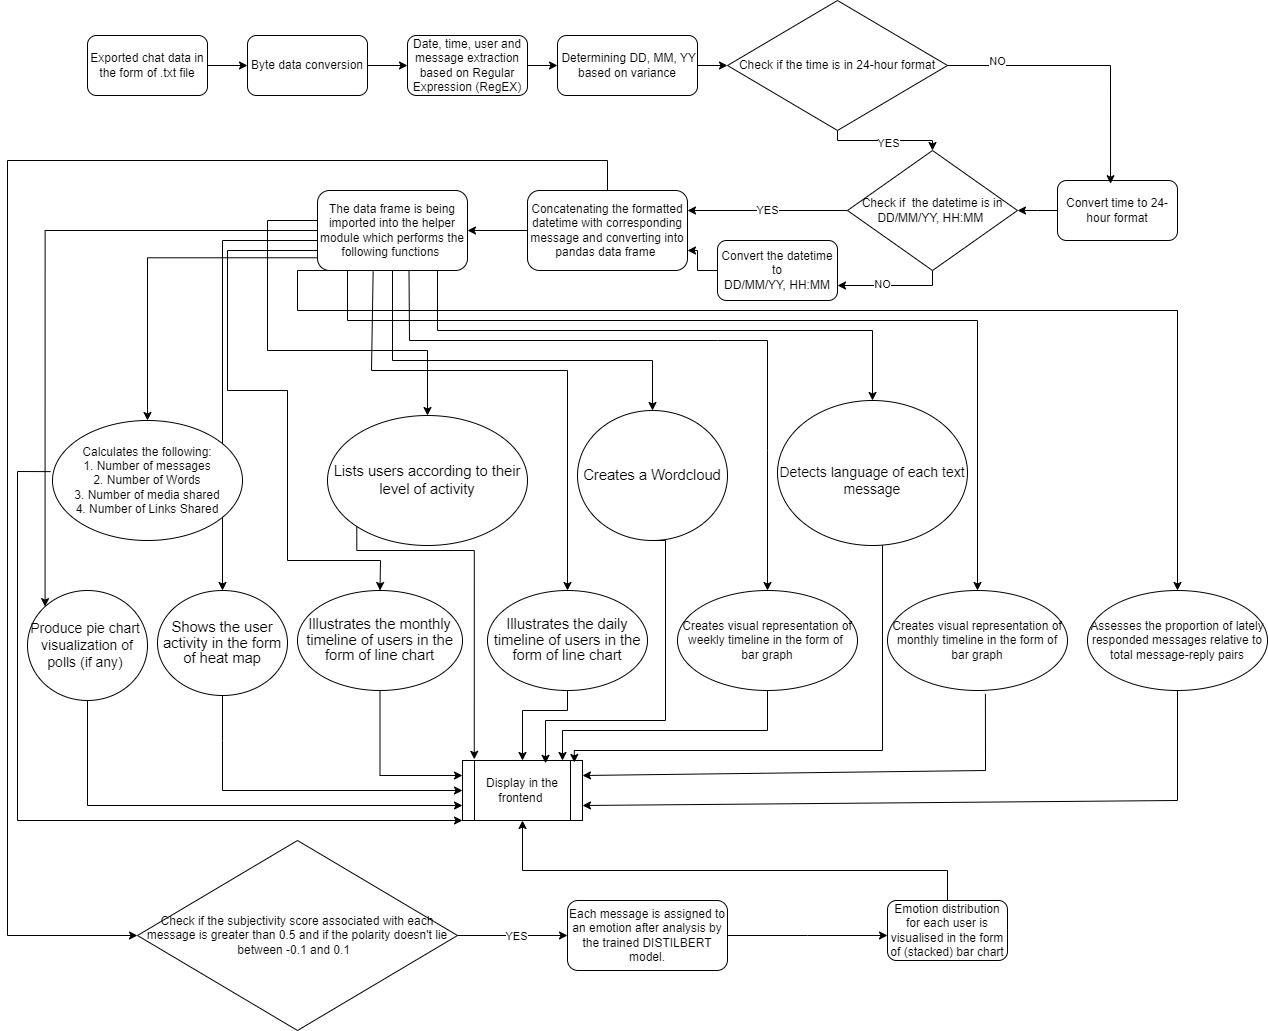 Exported chat data in
the form of .txt file
Byte data conversion
Date, time, user and
message extraction
based on Regular
Expression (RegEX)
Determining DD, MM, YY
based on variance
Check if the time is in 24-hour format
NO
YES
The data frame is being
imported into the helper
module which performs the
following functions
Concatenating the formatted
datetime with corresponding
message and converting into
pandas data frame
YES
Check if  the datetime is in
DD/MM/YY, HH:MM
Convert time to 24-
hour format
Convert the datetime
to
DD/MM/YY, HH:MM
NO
Calculates the following:
1. Number of messages
2. Number of Words
3. Number of media shared
4. Number of Links Shared
Lists users according to their
level of activity
Creates a Wordcloud
Detects language of each text
message
Produce pie chart
visualization of
polls (if any)
Shows the user
activity in the form
of heat map
Illustrates the monthly
timeline of users in the
form of line chart
Illustrates the daily
timeline of users in the
form of line chart
Creates visual representation of
weekly timeline in the form of
bar graph
Creates visual representation of
monthly timeline in the form of
bar graph
Assesses the proportion of lately
responded messages relative to
total message-reply pairs
Display in the
frontend
Check if the subjectivity score associated with each
message is greater than 0.5 and if the polarity doesn't lie
between -0.1 and 0.1
YES
Each message is assigned to
an emotion after analysis by
the trained DISTILBERT
model.
Emotion distribution
for each user is
visualised in the form
of (stacked) bar chart